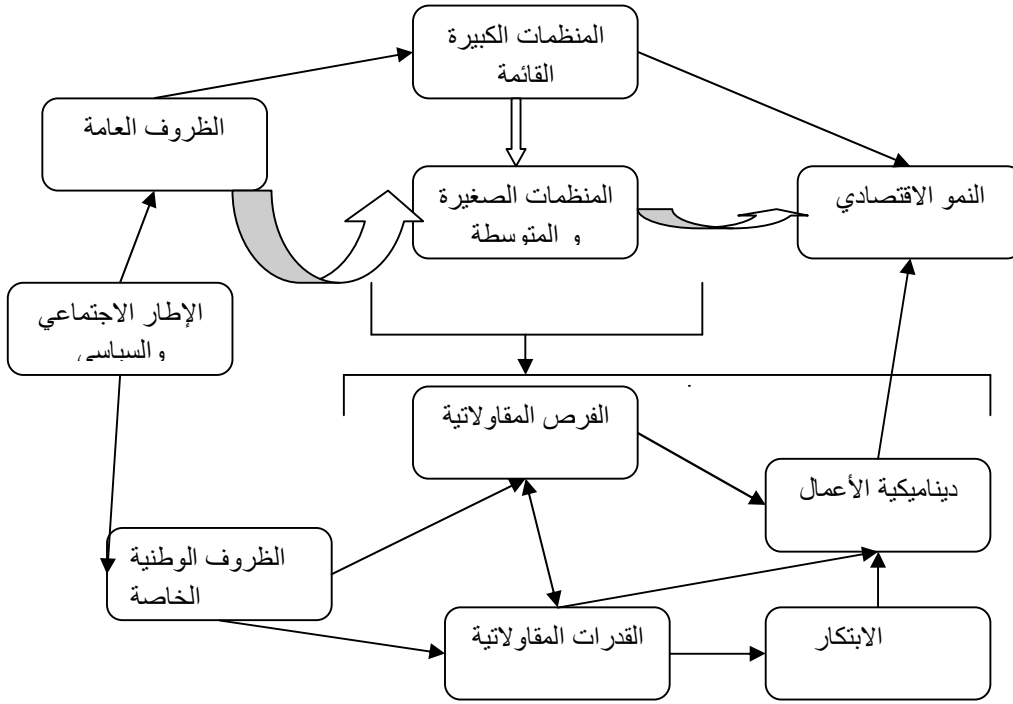 المنظمات الكبيرة
القائمة
الظروف العامة
المنظمات الصغيرة
و المتوسطة
النمو الاقتصادي
الإطار الاجتماعي
والسياسي
الفرص المقاولاتية
ديناميكية الأعمال
الظروف الوطنية
الخاصة
القدرات المقاولاتية
الابتكار